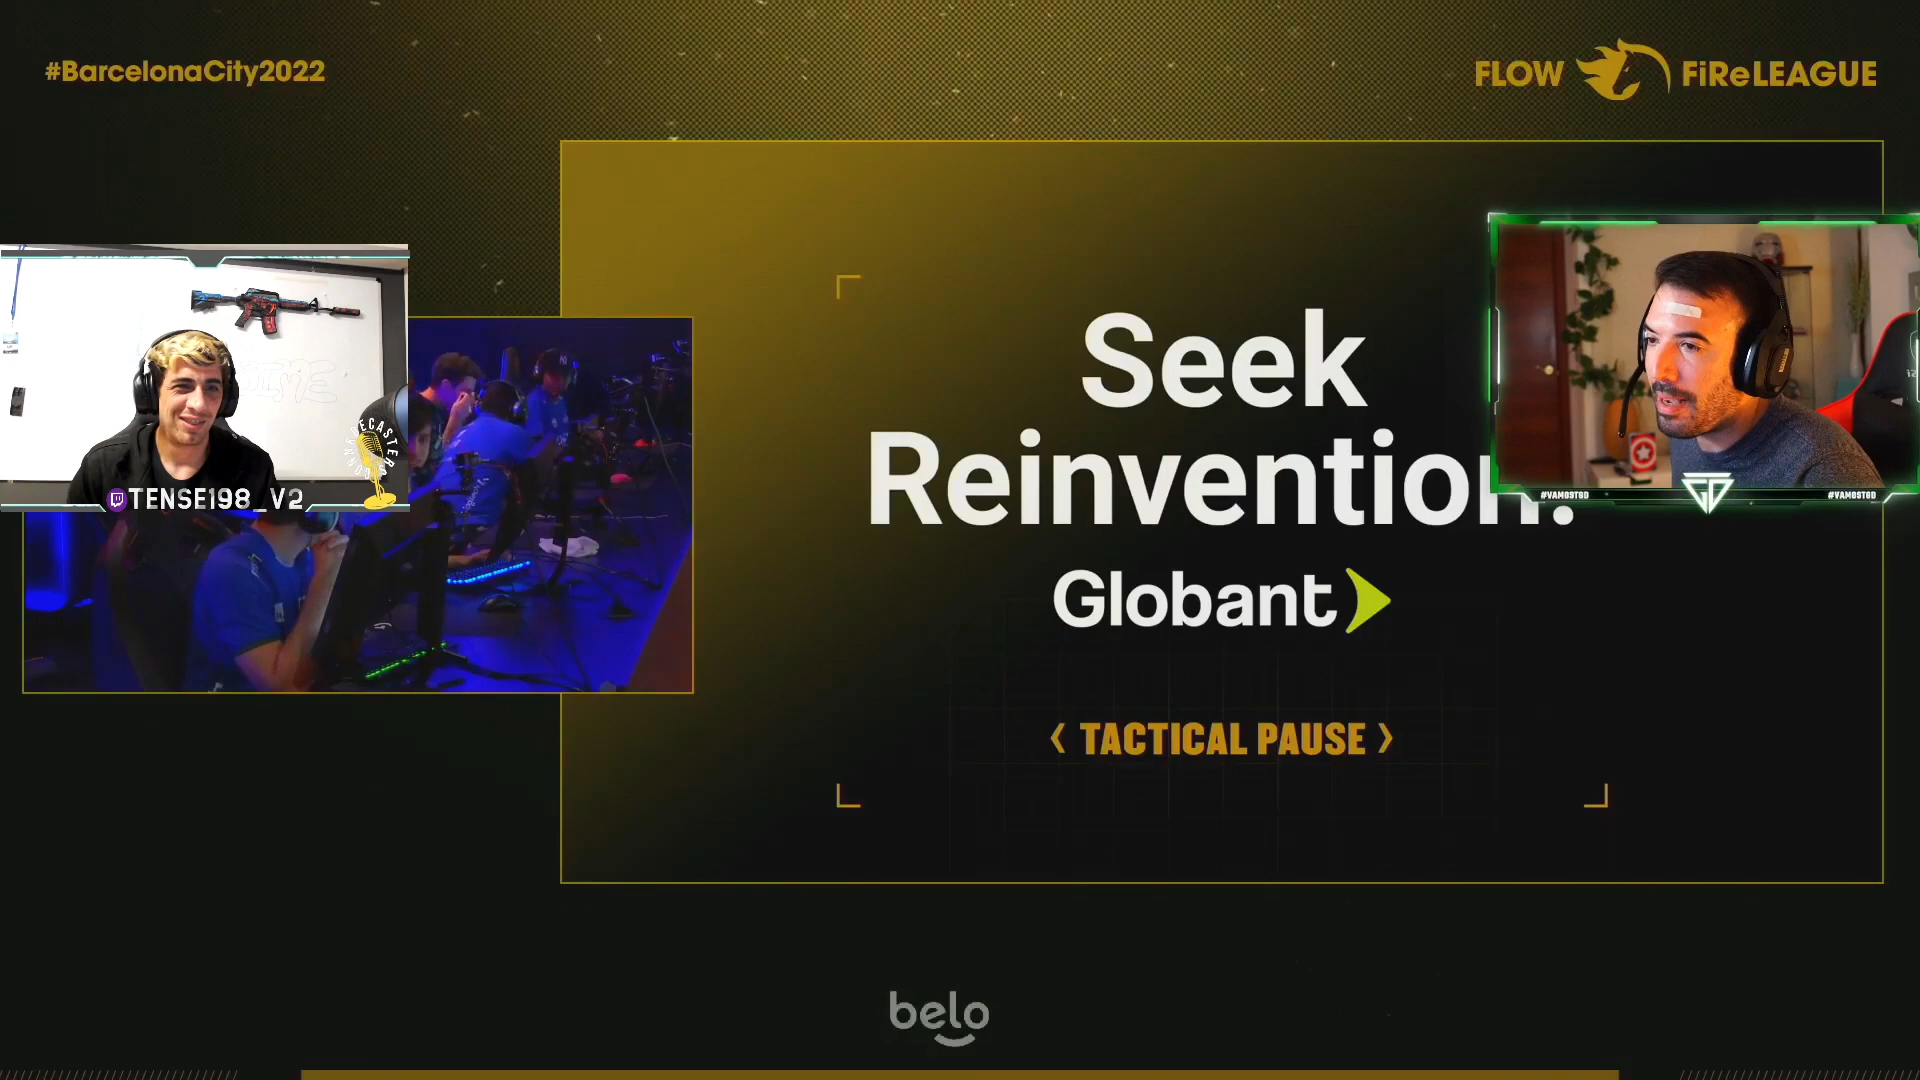 #BarcelonaCity2022
FLOW FiReLEAGUE
TENSE198_V2
Seek
Reinvention.
Globant
#VAMOSTGD
#VAMOSTGD
TACTICAL PAUSE
belo